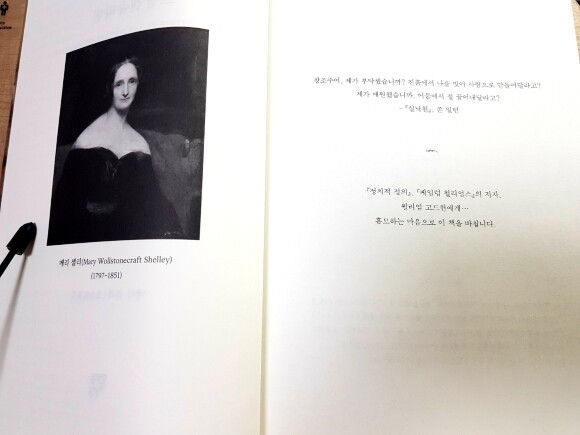 메리 셸리(Mary Wollstonecraft Shelley)
(1797-1851)
창조주여, 제가 부탁했습니까? 진흙에서 나를 빚어 사람으로 만들어달라고?
제가 애원했습니까, 어둠에서 절 끌어내달라고?
- 『실낙원』, 존 밀턴
『정치적 정의』, 『케일럽 윌리엄스』의 저자,
윌리엄 고드윈에게…
흠모하는 마음으로 이 책을 바칩니다.